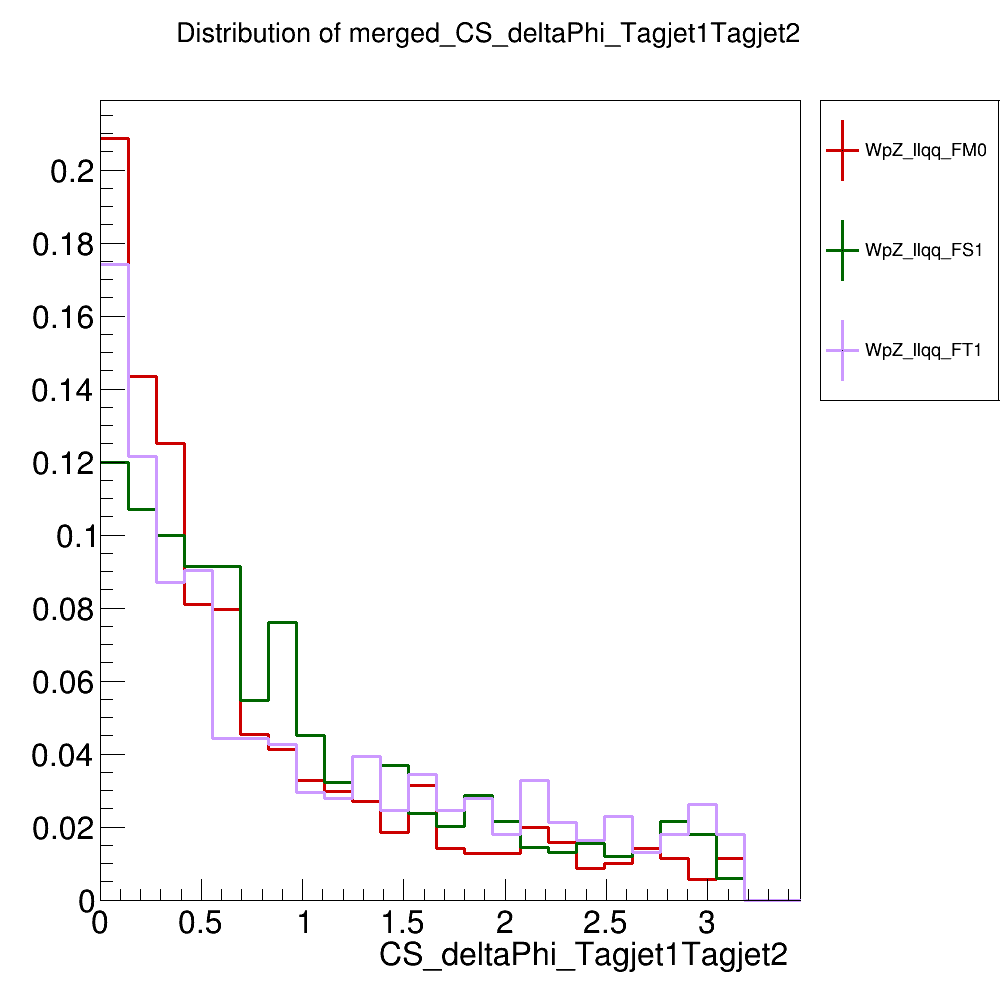 Distribution of merged_CS_deltaPhi_Tagjet1Tagjet2
WpZ_llqq_FM0
WpZ_llqq_FS1
WpZ_llqq_FT1
0.2
0.18
0.16
0.14
0.12
0.1
0.08
0.06
0.04
0.02
0
0 0.5 1 1.5 2 2.5 3
CS_deltaPhi_Tagjet1Tagjet2